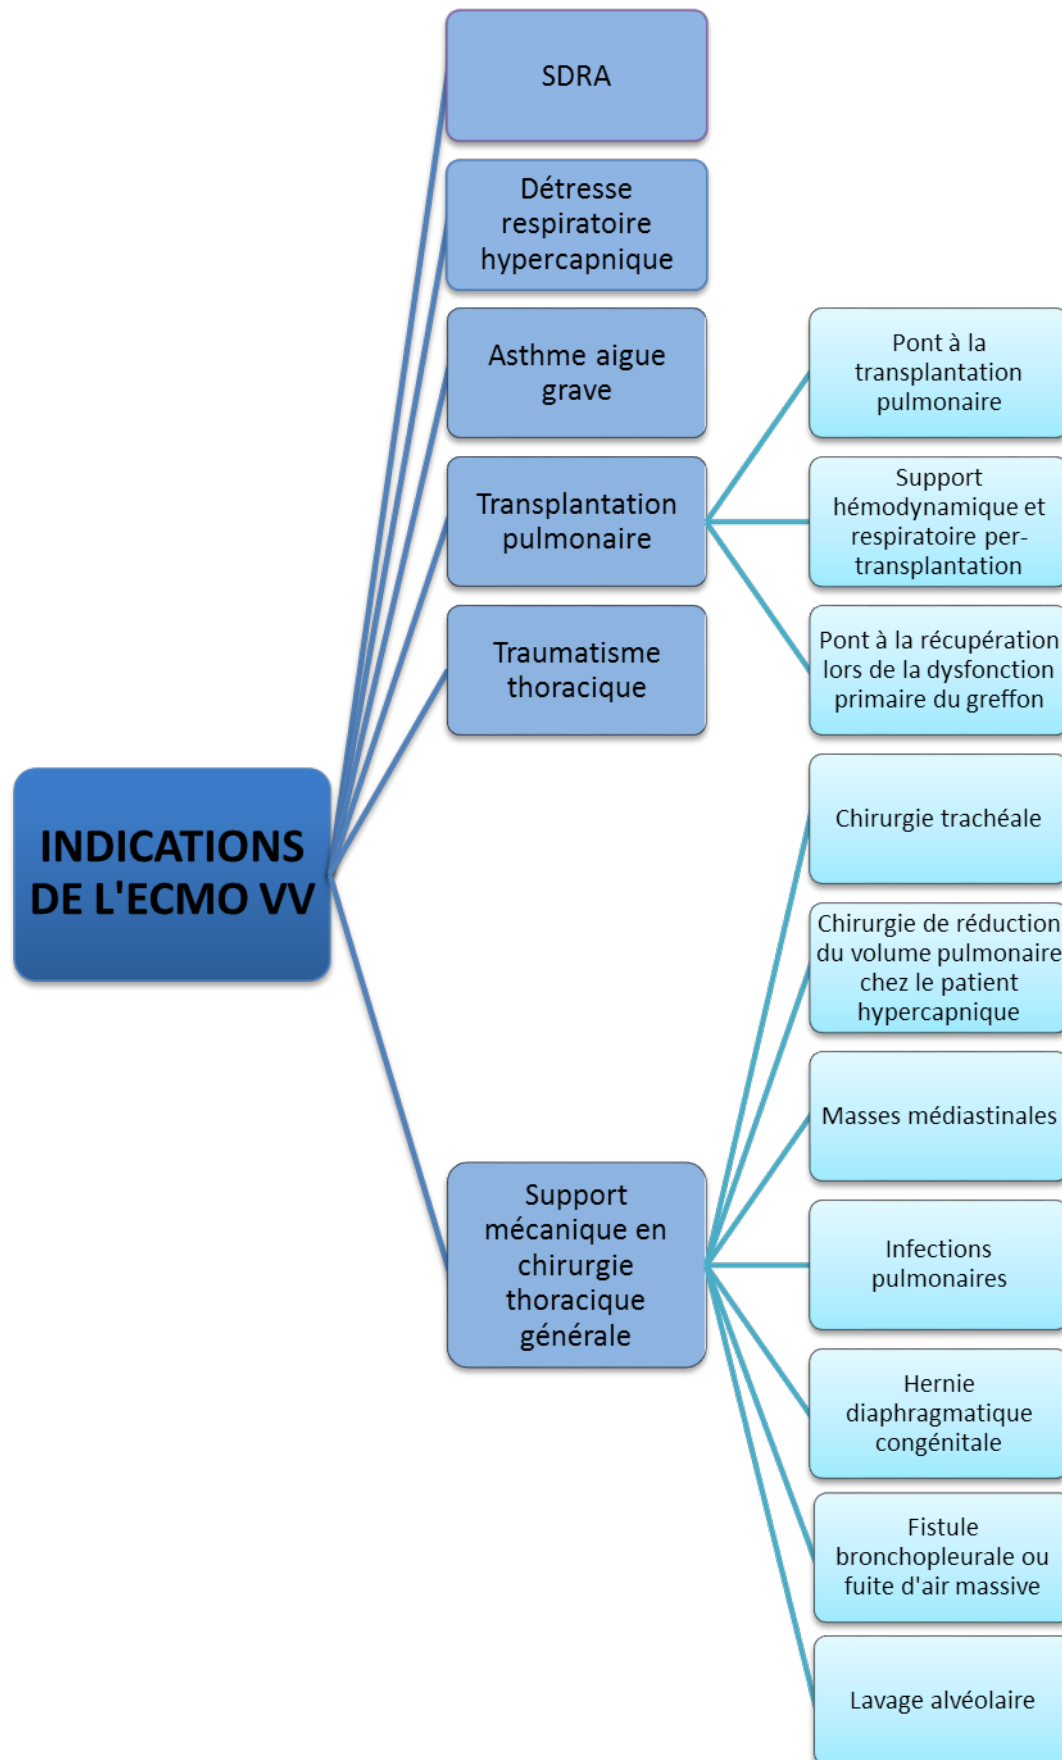 SDRA
Détresse
respiratoire
hypercapnique
Asthme aigue
grave
Transplantation
pulmonaire
Pont à la
transplantation
pulmonaire
Support
hémodynamique et
respiratoire per-
transplantation
Pont à la récupération
lors de la dysfonction
primaire du greffon
Traumatisme
thoracique
INDICATIONS
DE L'ECMO VV
Support
mécanique en
chirurgie
thoracique
générale
Chirurgie trachéale
Chirurgie de réduction
du volume pulmonaire
chez le patient
hypercapnique
Masses médiastinales
Infections
pulmonaires
Hernie
diaphragmatique
congénitale
Fistule
bronchopleurale ou
fuite d'air massive
Lavage alvéolaire